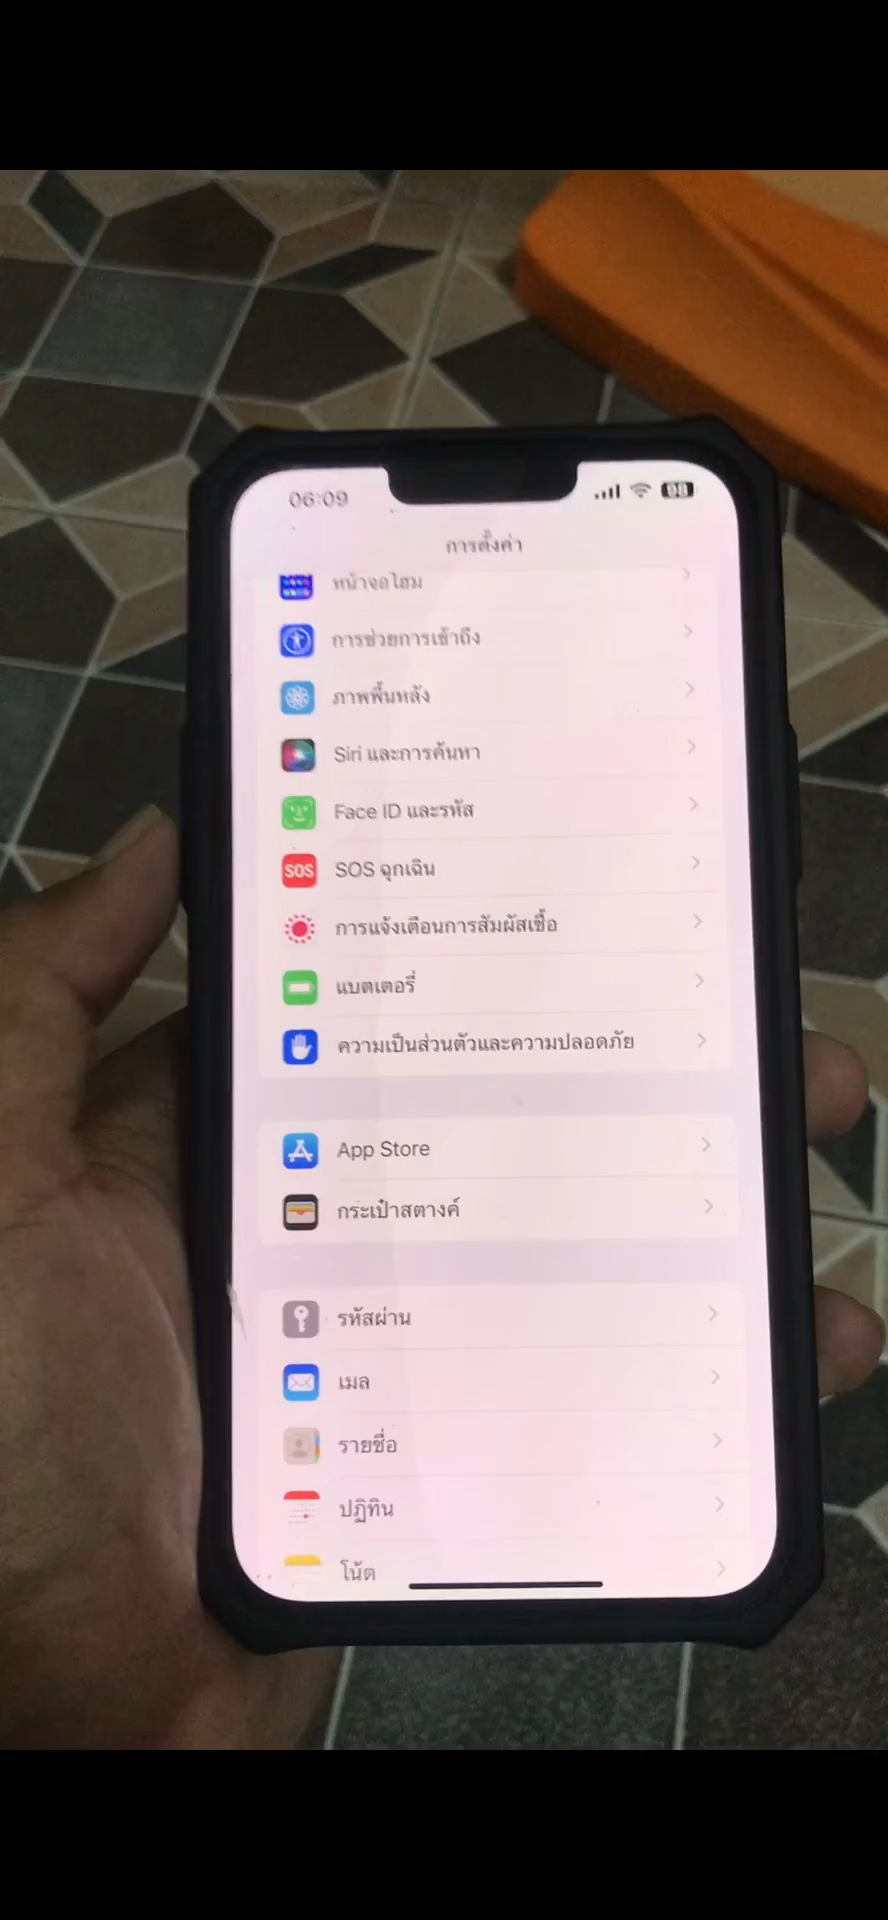 06:09
98
การตั้งค่า
หน้าจอโฮม
การช่วยการเข้าถึง
ภาพพื้นหลัง
Siri และการค้นหา
Face ID และรหัส
SOS
SOS ฉุกเฉิน
การแจ้งเตือนการสัมผัสเชื้อ
แบตเตอรี่
ความเป็นส่วนตัวและความปลอดภัย
App Store
กระเป๋าสตางค์
รหัสผ่าน
เมล
รายชื่อ
ปฏิทิน
โน้ต